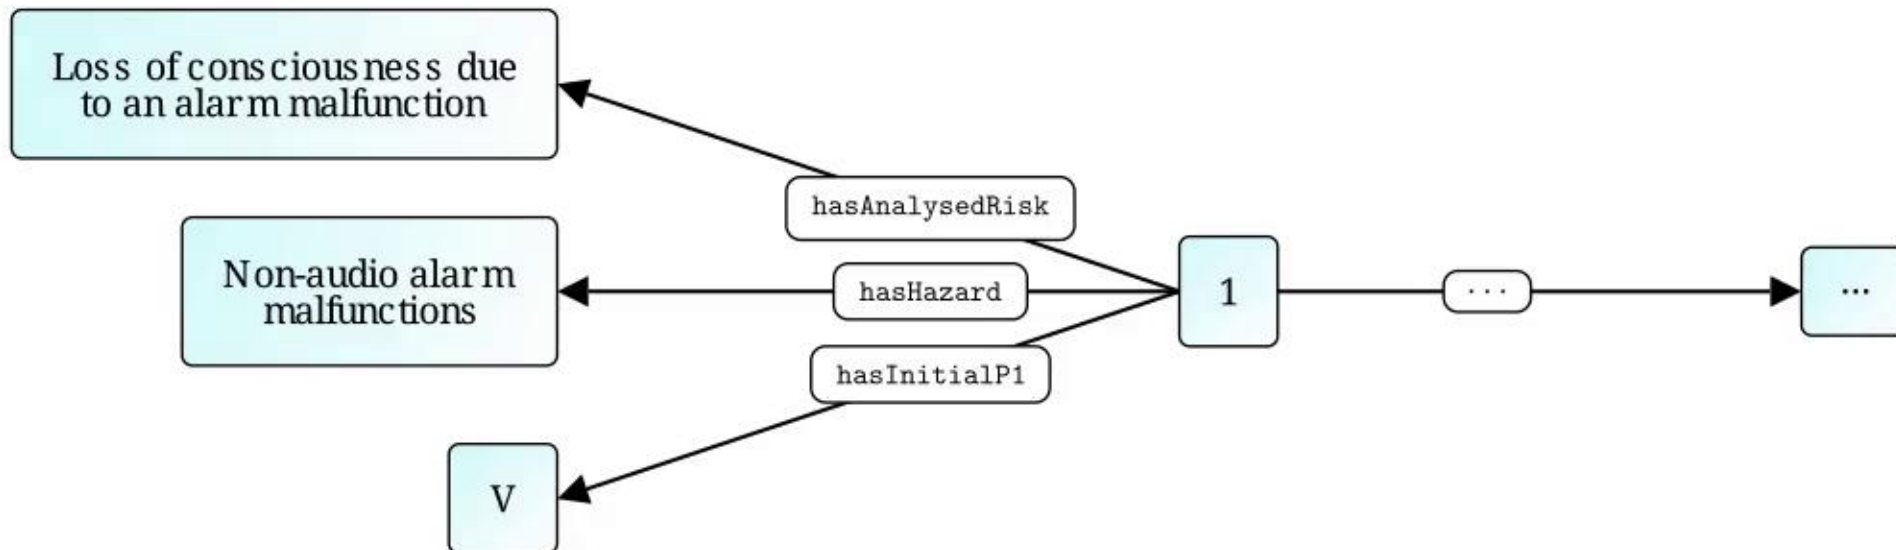 Loss of consciousness due
to an alarm malfunction
hasAnalysedRisk
Non-audio alarm
malfunctions
hasHazard
1
...
...
hasInitialP1
V